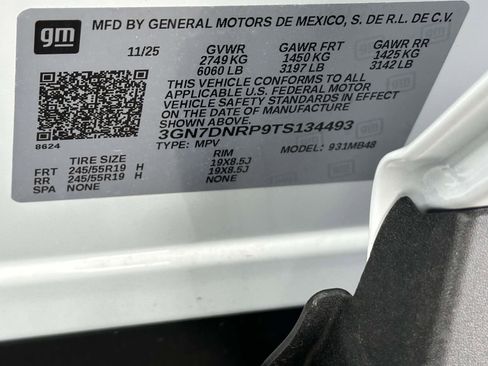 gm MFD BY GENERAL MOTORS DE MEXICO, S. DE R.L. DE C.V.
11/25 GVWR GAWR FRT GAWR RR
2749 KG 1450 KG 1425 KG
6060 LB 3197 LB 3142 LB
THIS VEHICLE CONFORMS TO ALL
APPLICABLE U.S. FEDERAL MOTOR
VEHICLE SAFETY STANDARDS IN EFFECT
ON THE DATE OF MANUFACTURE
SHOWN ABOVE.
3GN7DNRP9TS134493
8624 TYPE: MPV MODEL: 931MB48
TIRE SIZE RIM
FRT 245/55R19 H 19X8.5J
RR 245/55R19 H 19X8.5J
SPA NONE NONE